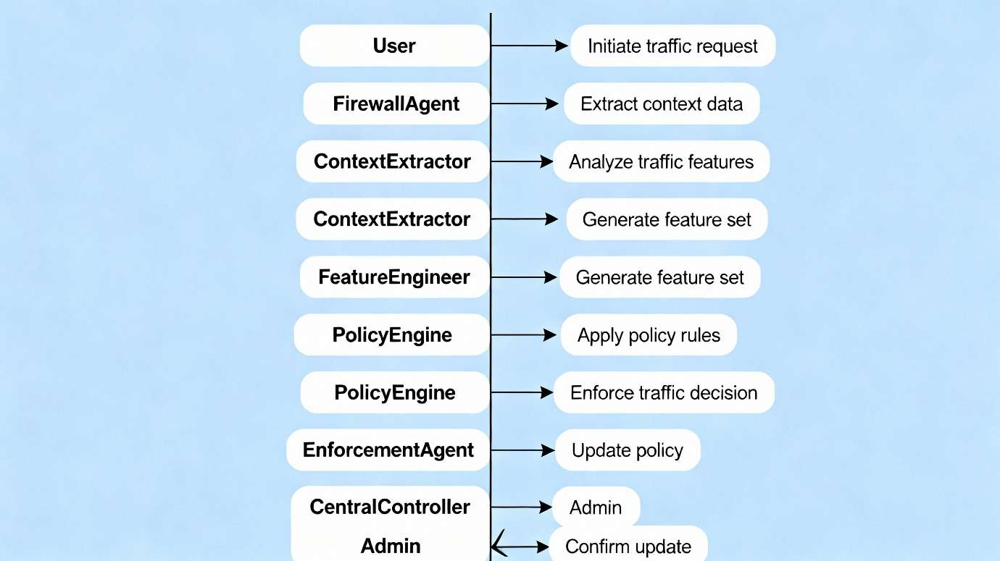 User Initiate traffic request
FirewallAgent Extract context data
ContextExtractor Analyze traffic features
ContextExtractor Generate feature set
FeatureEngineer Generate feature set
PolicyEngine Apply policy rules
PolicyEngine Enforce traffic decision
EnforcementAgent Update policy
CentralController Admin
Admin Confirm update